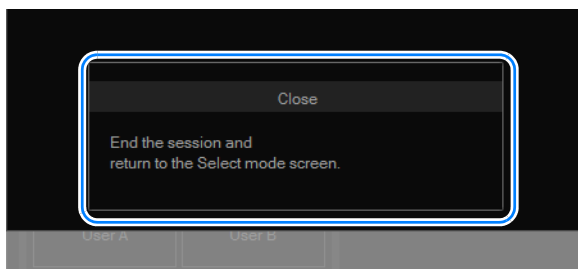 Close
End the session and
return to the Select mode screen.
User A User B